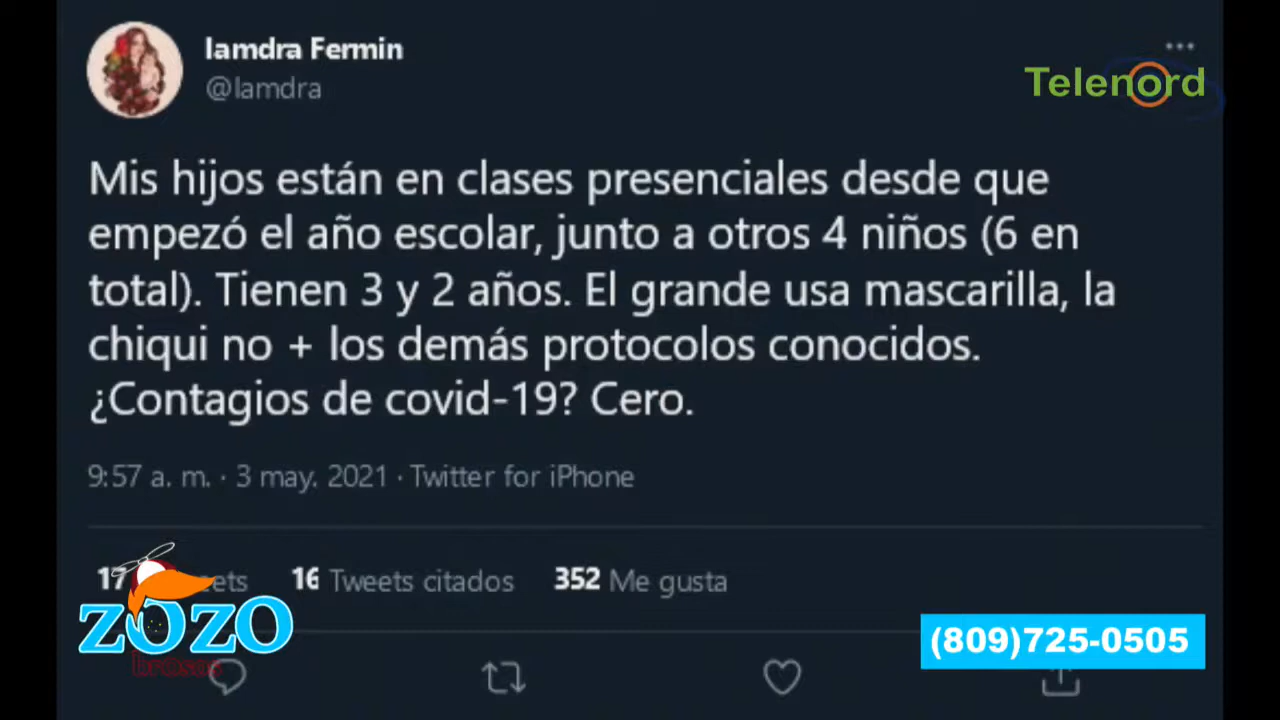 Iamdra Fermin
@Iamdra
Telenord
Mis hijos están en clases presenciales desde que
empezó el año escolar, junto a otros 4 niños (6 en
total). Tienen 3 y 2 años. El grande usa mascarilla, la
chiqui no + los demás protocolos conocidos.
¿Contagios de covid-19? Cero.
9:57 a. m. · 3 may. 2021 · Twitter for iPhone
17
16 Tweets citados
352 Me gusta
zozo
brosos
(809)725-0505